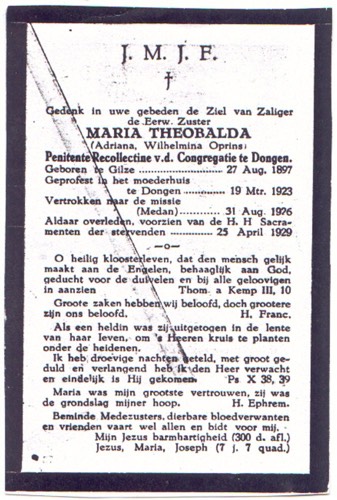 J. M. J. F.
†
Gedenk in uwe gebeden de Ziel van Zaliger
de Eerw. Zuster
MARIA THEOBALDA
(Adriana, Wilhelmina Oprins)
Penitente Recollectine v.d. Congregatie te Dongen.
Geboren te Gilze ........................ 27 Aug. 1897
Geprofest in het moederhuis
te Dongen ................ 19 Mtr. 1923
Vertrokken naar de missie
(Medan) ............ 31 Aug. 1926
Aldaar overleden, voorzien van de H. H Sacra-
menten der stervenden ...... 25 April 1929
—o—
O heilig kloosterleven, dat den mensch gelijk
maakt aan de Engelen, behaaglijk aan God,
geducht voor de duivelen en bij alle geloovigen
in aanzien Thom. a Kemp III, 10
Groote zaken hebben wij beloofd, doch grootere
zijn ons beloofd. H. Franc.
Als een heldin was zij uitgetogen in de lente
van haar leven, om 's Heeren kruis te planten
onder de heidenen.
Ik heb droevige nachten geteld, met groot ge-
duld en verlangend heb ik den Heer verwacht
en eindelijk is Hij gekomen. Ps X 38, 39
Maria was mijn grootste vertrouwen, zij was
de grondslag mijner hoop. H. Ephrem.
Beminde Medezusters, dierbare bloedverwanten
en vrienden vaart wel allen en bidt voor mij.
Mijn Jezus barmhartigheid (300 d. afl.)
Jezus, Maria, Joseph (7 j. 7 quad.)